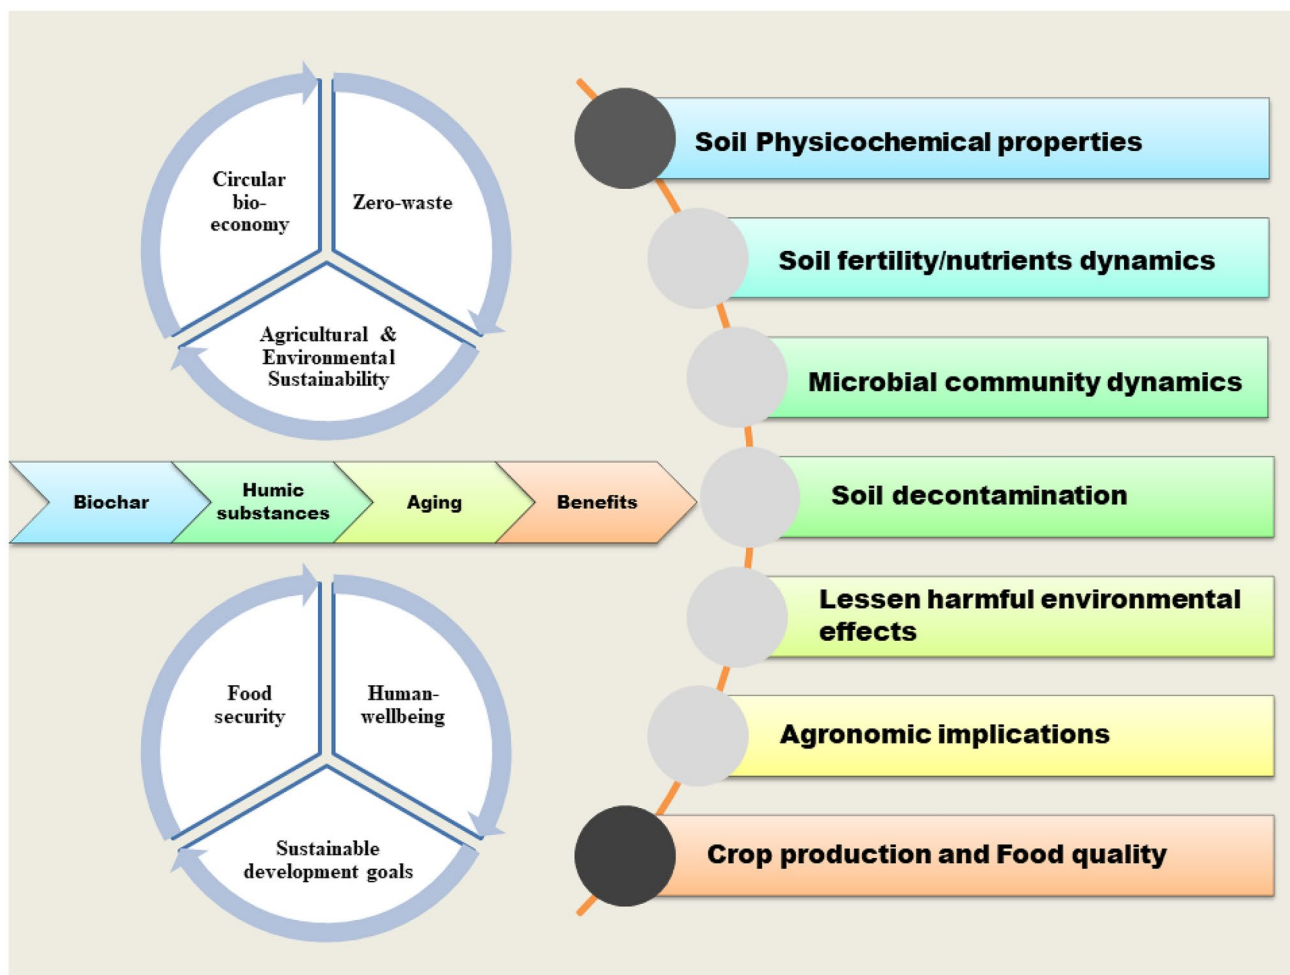 Circular
bio-
economy
Zero-waste
Agricultural &
Environmental
Sustainability
Biochar
Humic
substances
Aging
Benefits
Food
security
Human-
wellbeing
Sustainable
development goals
Soil Physicochemical properties
Soil fertility/nutrients dynamics
Microbial community dynamics
Soil decontamination
Lessen harmful environmental
effects
Agronomic implications
Crop production and Food quality